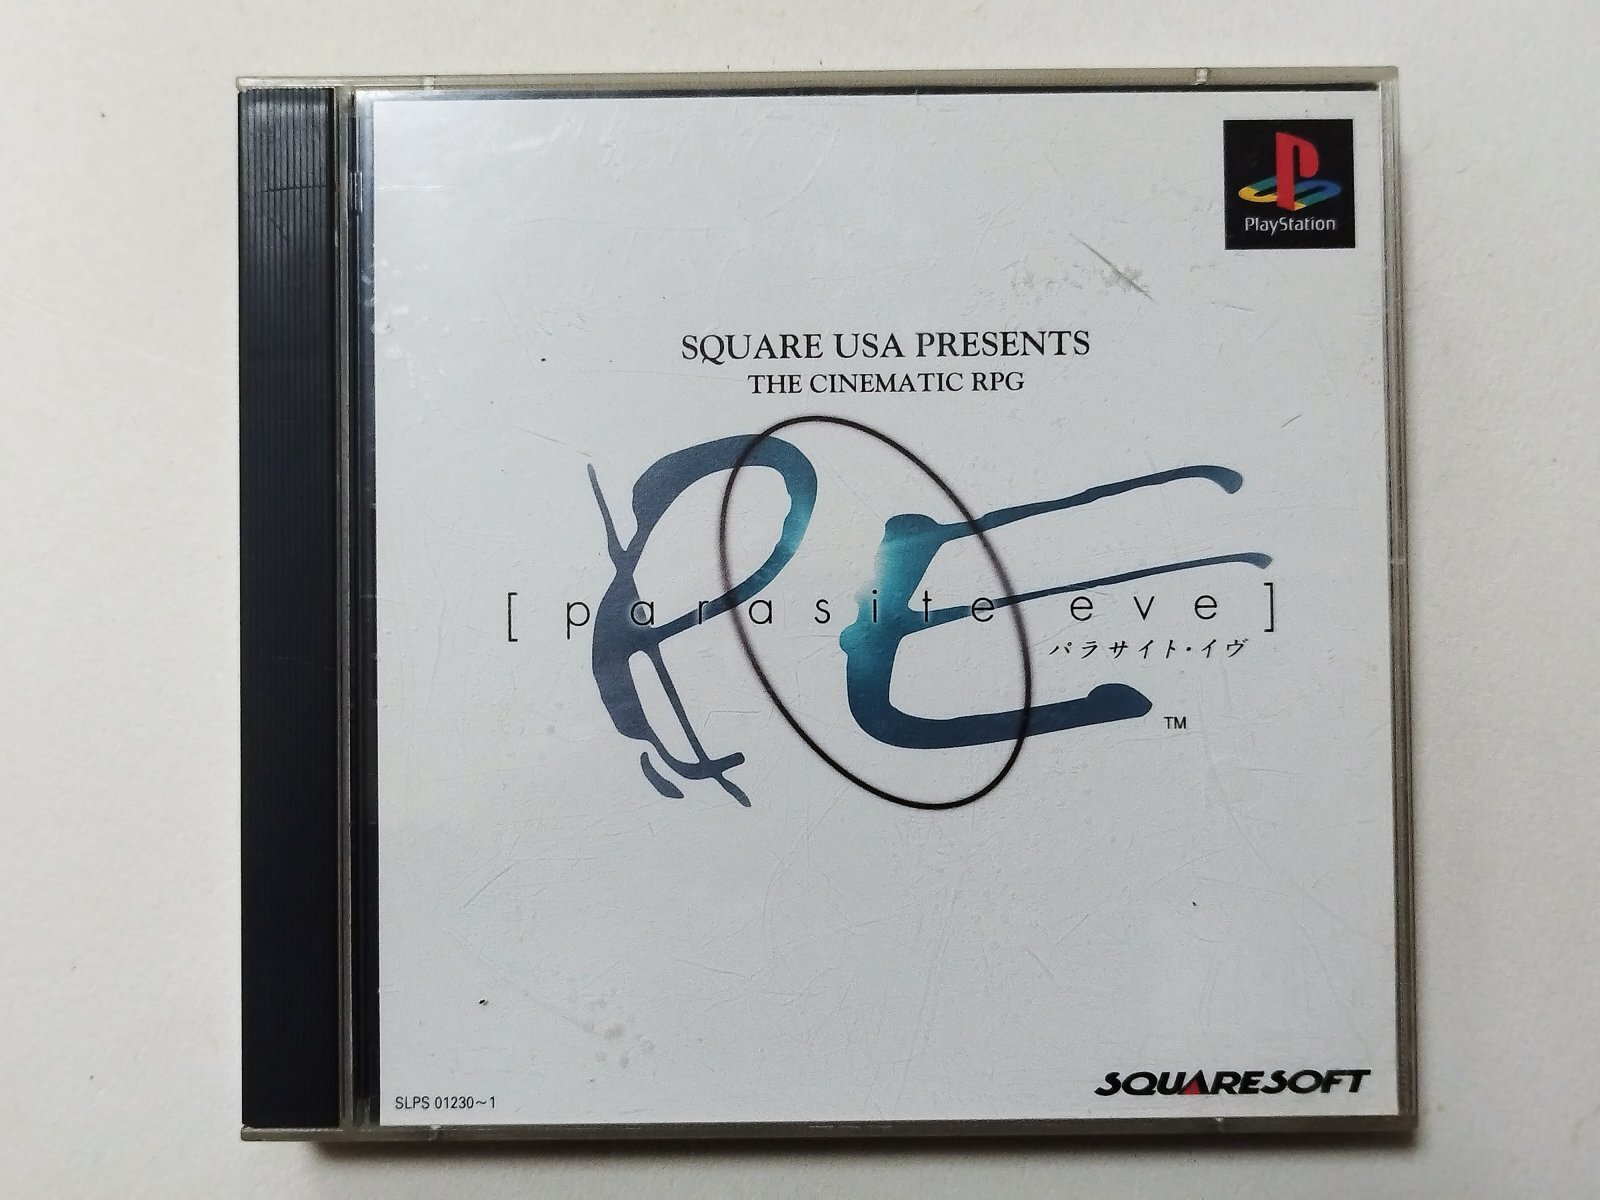 PlayStation
SQUARE USA PRESENTS
THE CINEMATIC RPG
PE
[ parasite eve ]
パラサイト・イヴ
TM
SQUARESOFT
SLPS 01230~1